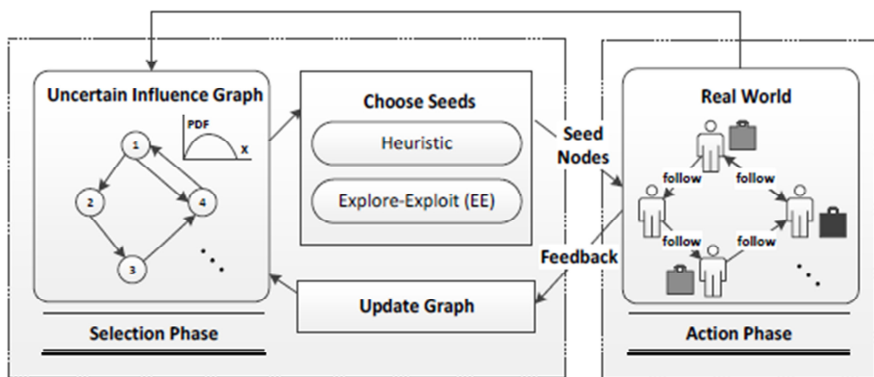 Uncertain Influence Graph
PDF
X
1
2
4
3
Selection Phase
Choose Seeds
Heuristic
Explore-Exploit (EE)
Update Graph
Seed
Nodes
Feedback
Real World
follow
follow
follow
follow
Action Phase